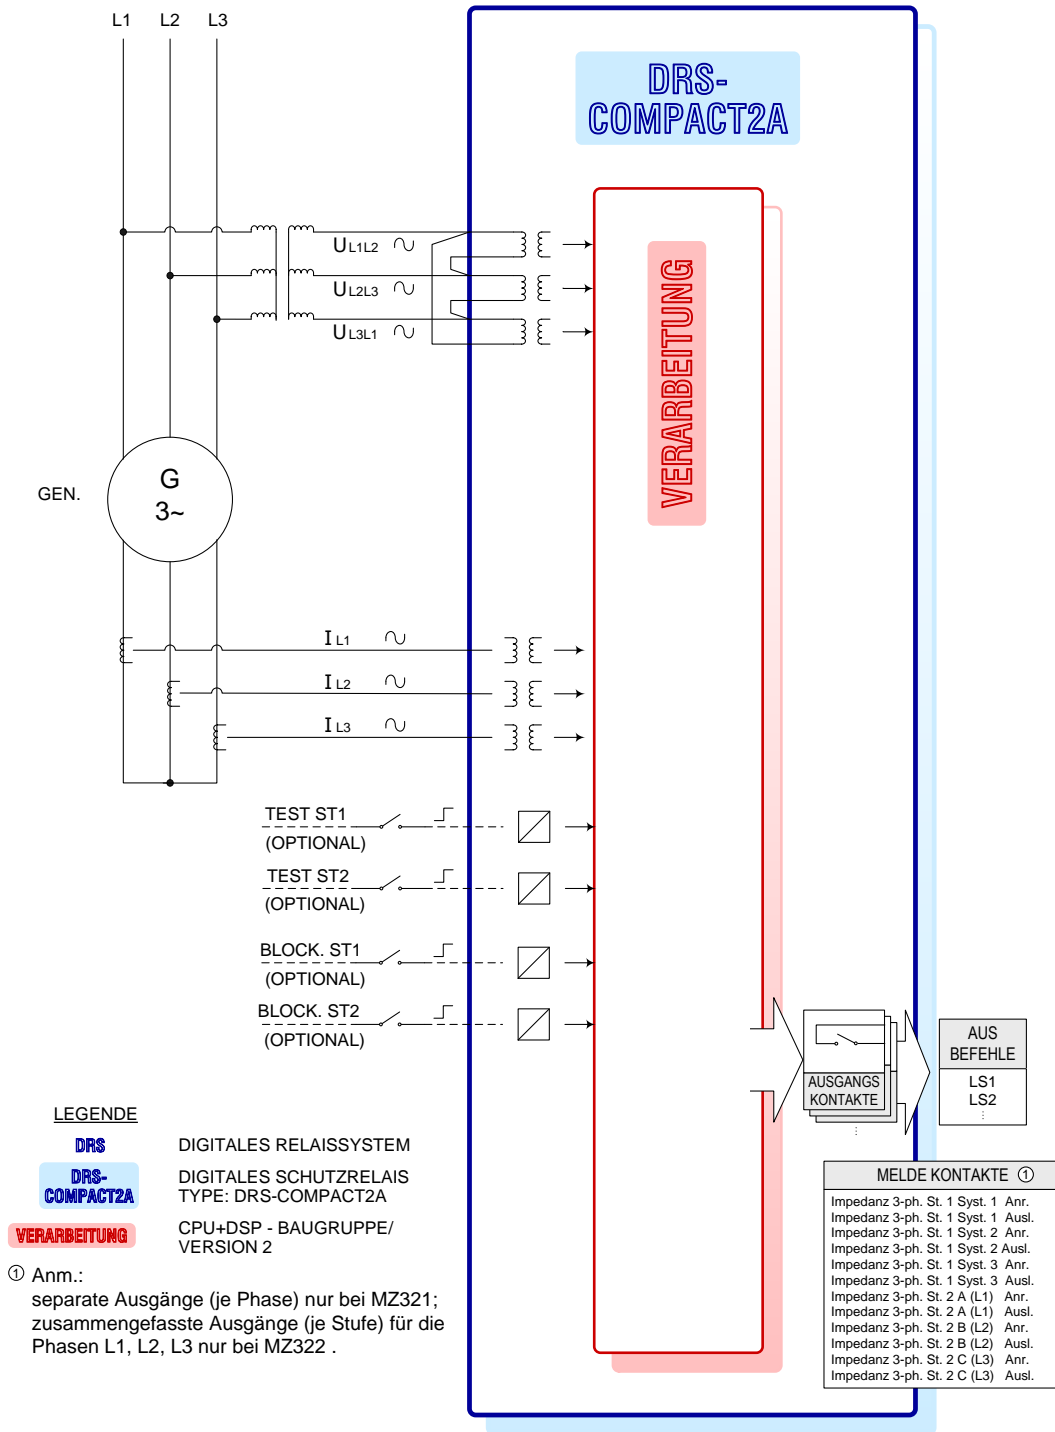 L1 L2 L3
DRS-
COMPACT2A
VERARBEITUNG
UL1L2
UL2L3
UL3L1
GEN.
G
3~
IL1
IL2
IL3
TEST ST1
(OPTIONAL)
TEST ST2
(OPTIONAL)
BLOCK. ST1
(OPTIONAL)
BLOCK. ST2
(OPTIONAL)
AUSGANGS
KONTAKTE
AUS
BEFEHLE
LS1
LS2
LEGENDE
DRS DIGITALES RELAISSYSTEM
DRS-
COMPACT2A
DIGITALES SCHUTZRELAIS
TYPE: DRS-COMPACT2A
VERARBEITUNG
CPU+DSP - BAUGRUPPE/
VERSION 2
① Anm.:
separate Ausgänge (je Phase) nur bei MZ321;
zusammengefasste Ausgänge (je Stufe) für die
Phasen L1, L2, L3 nur bei MZ322 .
MELDE KONTAKTE ①
Impedanz 3-ph. St. 1 Syst. 1 Anr.
Impedanz 3-ph. St. 1 Syst. 1 Ausl.
Impedanz 3-ph. St. 1 Syst. 2 Anr.
Impedanz 3-ph. St. 1 Syst. 2 Ausl.
Impedanz 3-ph. St. 1 Syst. 3 Anr.
Impedanz 3-ph. St. 1 Syst. 3 Ausl.
Impedanz 3-ph. St. 2 A (L1) Anr.
Impedanz 3-ph. St. 2 A (L1) Ausl.
Impedanz 3-ph. St. 2 B (L2) Anr.
Impedanz 3-ph. St. 2 B (L2) Ausl.
Impedanz 3-ph. St. 2 C (L3) Anr.
Impedanz 3-ph. St. 2 C (L3) Ausl.